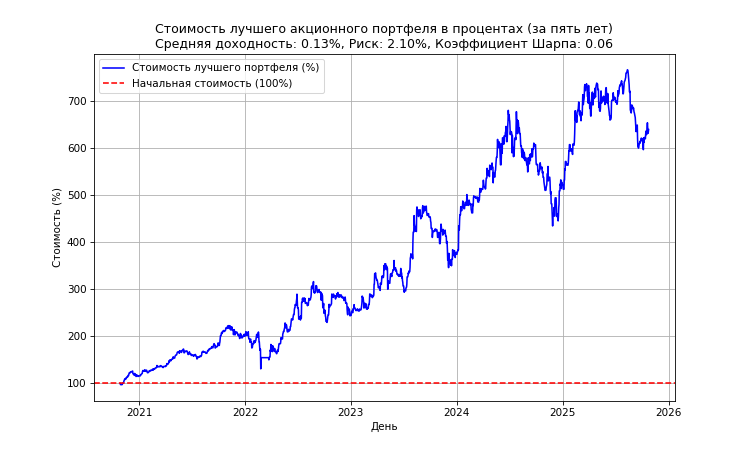 Стоимость лучшего акционного портфеля в процентах (за пять лет)
Средняя доходность: 0.13%, Риск: 2.10%, Коэффициент Шарпа: 0.06
Стоимость лучшего портфеля (%)
Начальная стоимость (100%)
Стоимость (%)
700
600
500
400
300
200
100
2021
2022
2023
2024
2025
2026
День